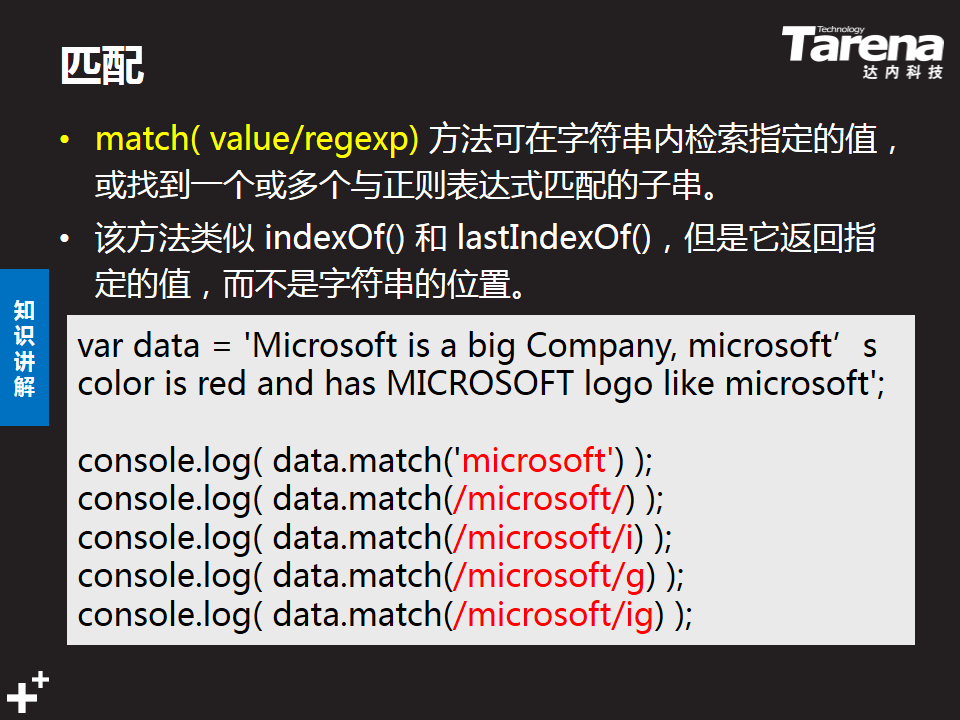 匹配
Technology
Tarena
达内科技
• match( value/regexp) 方法可在字符串内检索指定的值，
或找到一个或多个与正则表达式匹配的子串。
• 该方法类似 indexOf() 和 lastIndexOf()，但是它返回指
定的值，而不是字符串的位置。
知识讲解
var data = 'Microsoft is a big Company, microsoft’s
color is red and has MICROSOFT logo like microsoft';
console.log( data.match('microsoft') );
console.log( data.match(/microsoft/) );
console.log( data.match(/microsoft/i) );
console.log( data.match(/microsoft/g) );
console.log( data.match(/microsoft/ig) );